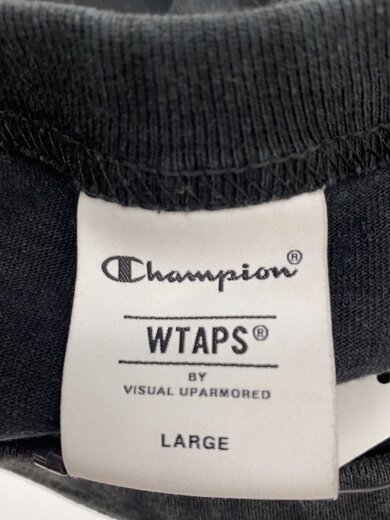 Champion®
WTAPS®
BY
VISUAL UPARMORED
LARGE